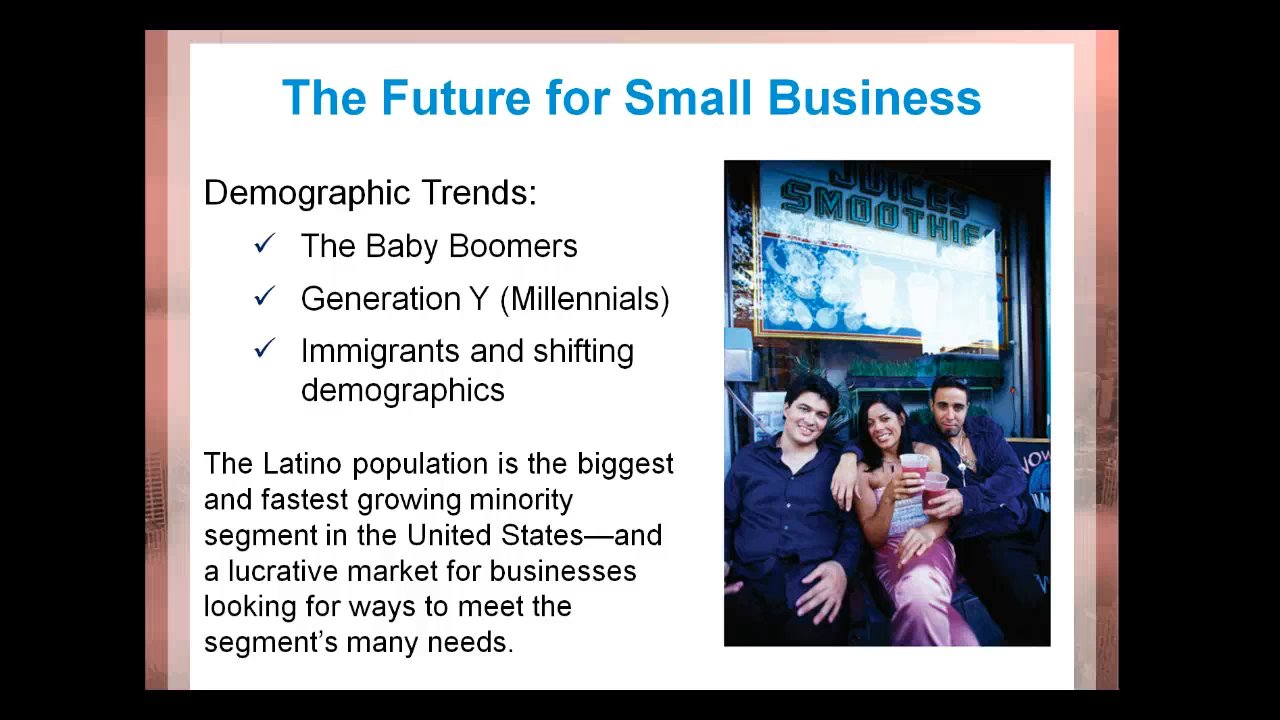 The Future for Small Business
Demographic Trends:
✓ The Baby Boomers
✓ Generation Y (Millennials)
✓ Immigrants and shifting
demographics
The Latino population is the biggest
and fastest growing minority
segment in the United States—and
a lucrative market for businesses
looking for ways to meet the
segment's many needs.
JUICES
SMOOTHIE